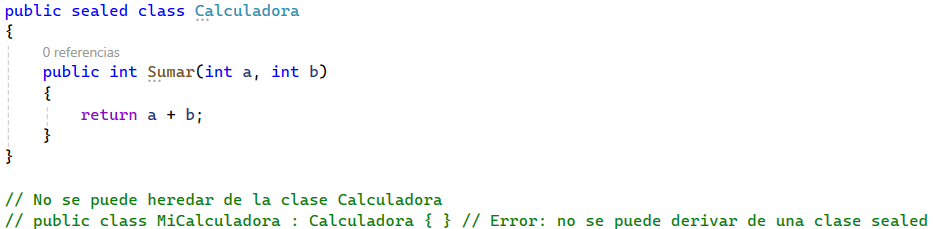 public sealed class Calculadora
{
0 referencias
public int Sumar(int a, int b)
{
return a + b;
}
}
// No se puede heredar de la clase Calculadora
// public class MiCalculadora : Calculadora { } // Error: no se puede derivar de una clase sealed